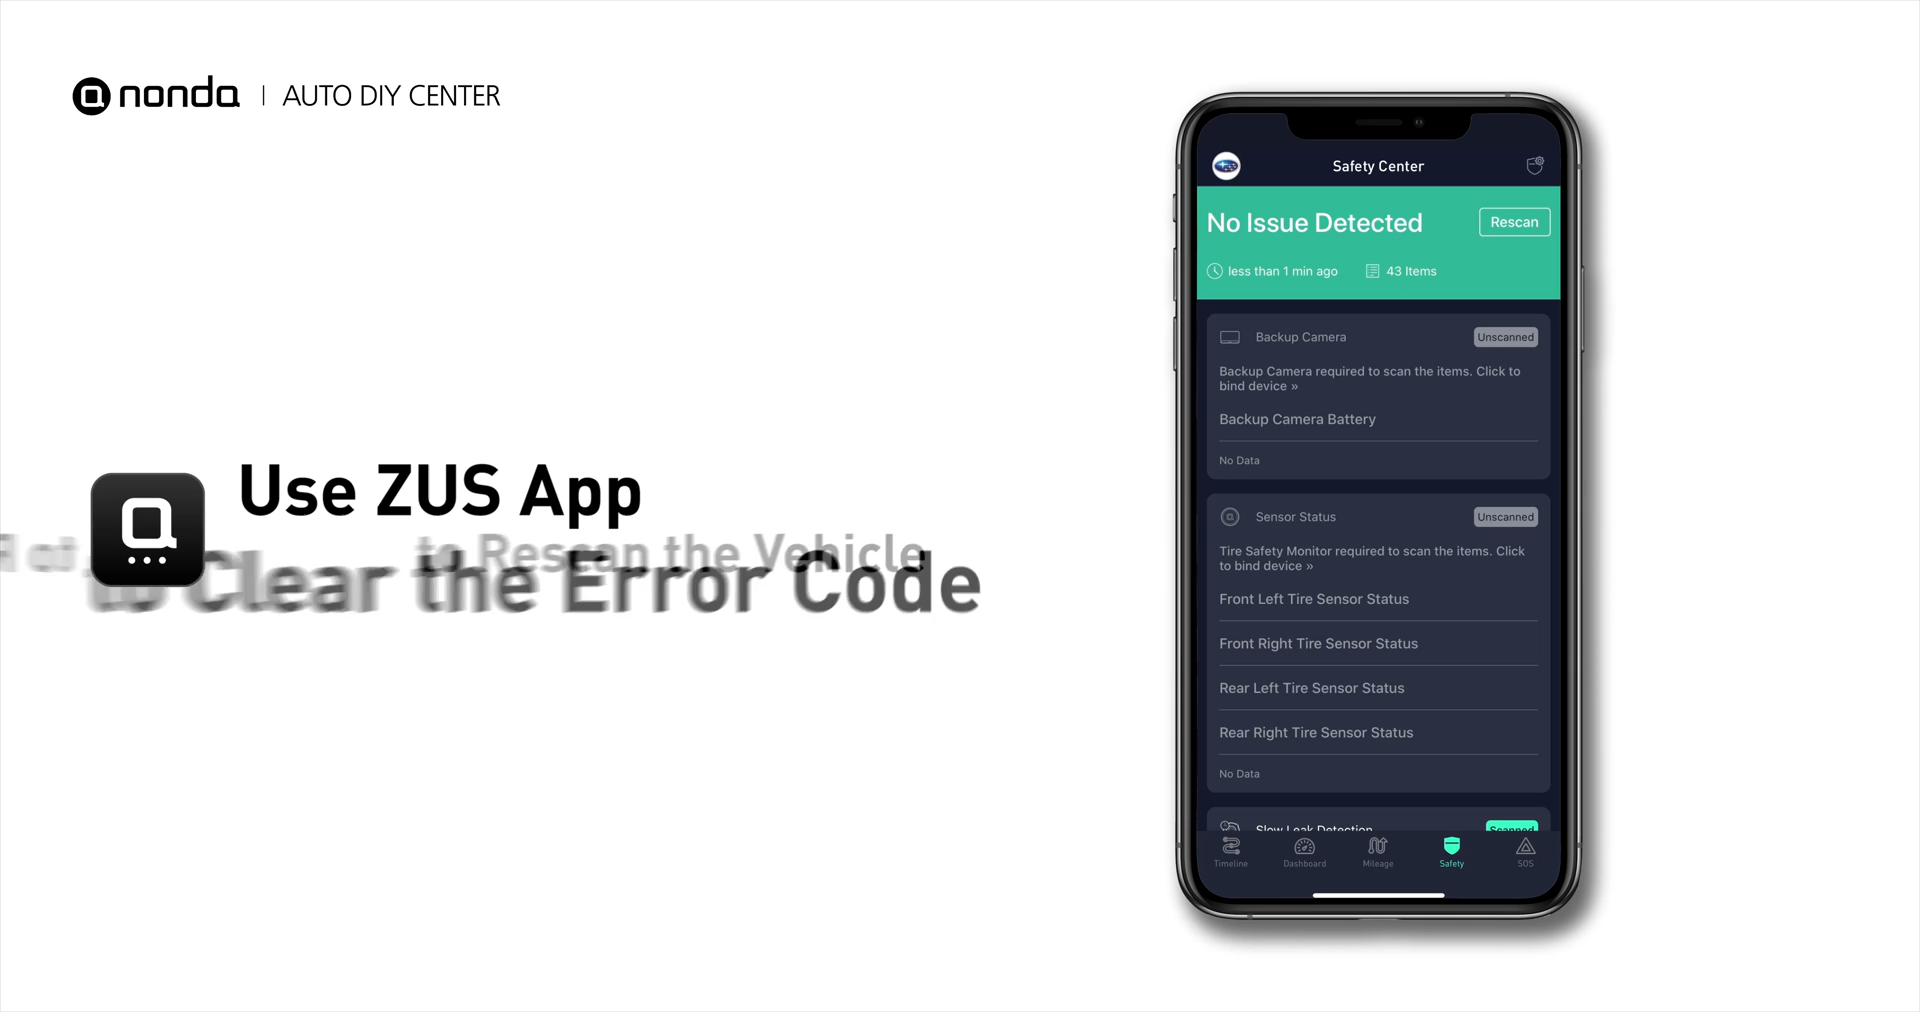 nonda | AUTO DIY CENTER
Use ZUS App
to Rescan the Vehicle
to Clear the Error Code
Safety Center
No Issue Detected
Rescan
less than 1 min ago
43 Items
Backup Camera
Unscanned
Backup Camera required to scan the items. Click to
bind device »
Backup Camera Battery
No Data
Sensor Status
Unscanned
Tire Safety Monitor required to scan the items. Click
to bind device »
Front Left Tire Sensor Status
Front Right Tire Sensor Status
Rear Left Tire Sensor Status
Rear Right Tire Sensor Status
No Data
Slow Leak Detection
Scanned
Timeline
Dashboard
Mileage
Safety
SOS